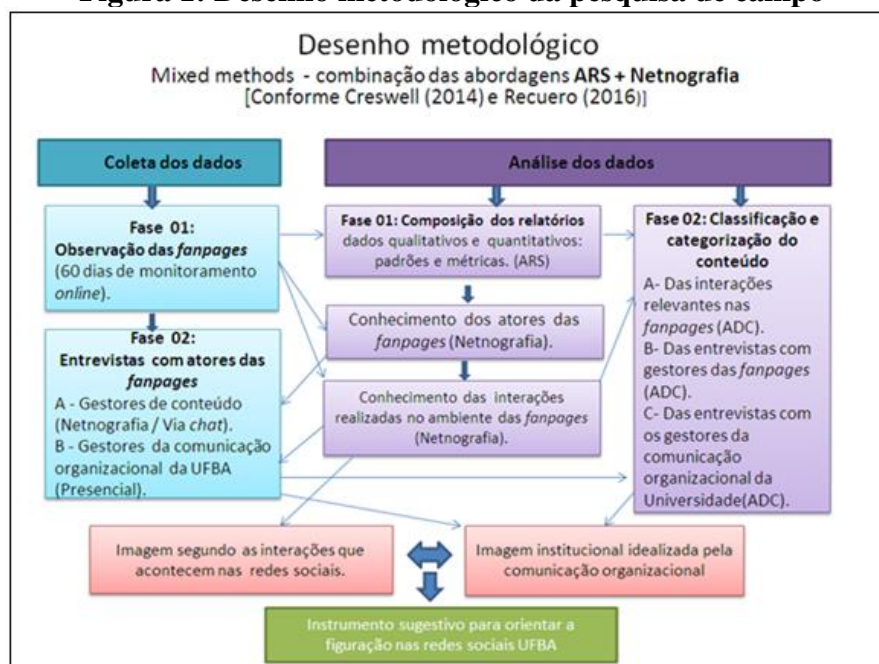 Figura 1: Desenho metodológico da pesquisa de campo
Desenho metodológico
Mixed methods - combinação das abordagens ARS + Netnografia
[Conforme Creswell (2014) e Recuero (2016)]
Coleta dos dados
Análise dos dados
Fase 01:
Observação das fanpages
(60 dias de monitoramento
online).
Fase 02:
Entrevistas com atores das
fanpages
A - Gestores de conteúdo
(Netnografia / Via chat).
B - Gestores da comunicação
organizacional da UFBA
(Presencial).
Fase 01: Composição dos relatórios
dados qualitativos e quantitativos:
padrões e métricas. (ARS)
Conhecimento dos atores das
fanpages (Netnografia).
Conhecimento das interações
realizadas no ambiente das fanpages
(Netnografia).
Fase 02: Classificação e
categorização do
conteúdo
A- Das interações
relevantes nas
fanpages (ADC).
B- Das entrevistas com
gestores das fanpages
(ADC).
C- Das entrevistas com
os gestores da
comunicação
organizacional da
Universidade(ADC).
Imagem segundo as interações que
acontecem nas redes sociais.
Imagem institucional idealizada pela
comunicação organizacional
Instrumento sugestivo para orientar a
figuração nas redes sociais UFBA